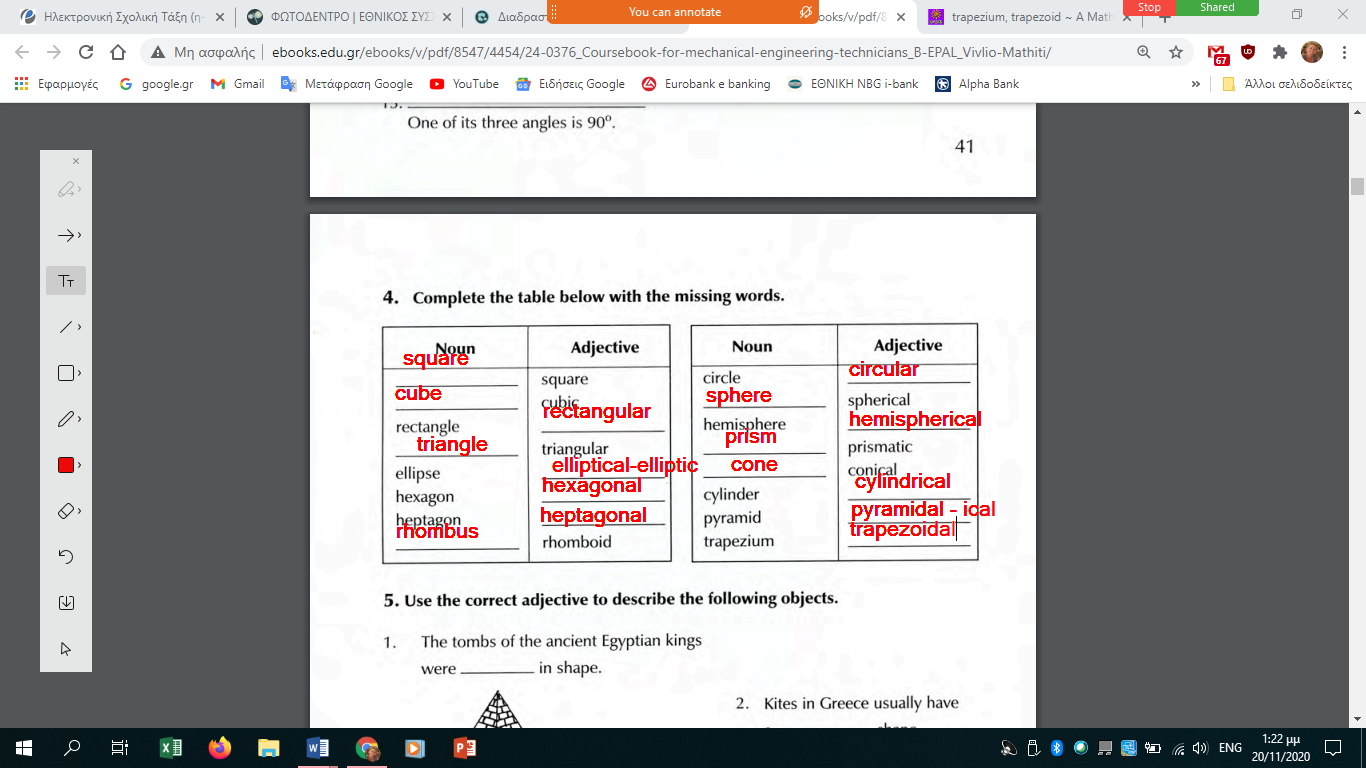 Ηλεκτρονική Σχολική Τάξη (η-
ΦΩΤΟΔΕΝΤΡΟ | ΕΘΝΙΚΟΣ ΣΥΣ
Διαδραστ
You can annotate
ooks/v/pdf/8
trapezium, trapezoid ~ A Math
Stop
Shared
Μη ασφαλής
ebooks.edu.gr/ebooks/v/pdf/8547/4454/24-0376_Coursebook-for-mechanical-engineering-technicians_B-EPAL_Vivlio-Mathiti/
67
Εφαρμογές
google.gr
Gmail
Μετάφραση Google
YouTube
Ειδήσεις Google
Eurobank e banking
ΕΘΝΙΚΗ NBG i-bank
Alpha Bank
»
Άλλοι σελιδοδείκτες
One of its three angles is 90º.
41
4. Complete the table below with the missing words.
Noun Adjective
square
square
cube
cubic
rectangle rectangular
triangle triangular
ellipse elliptical-elliptic
hexagon hexagonal
heptagon heptagonal
rhombus rhomboid
Noun Adjective
circle circular
sphere spherical
hemisphere hemispherical
prism prismatic
cone conical
cylinder cylindrical
pyramid pyramidal - ical
trapezium trapezoidal
5. Use the correct adjective to describe the following objects.
1. The tombs of the ancient Egyptian kings
were __________ in shape.
2. Kites in Greece usually have
ENG
1:22 μμ
20/11/2020